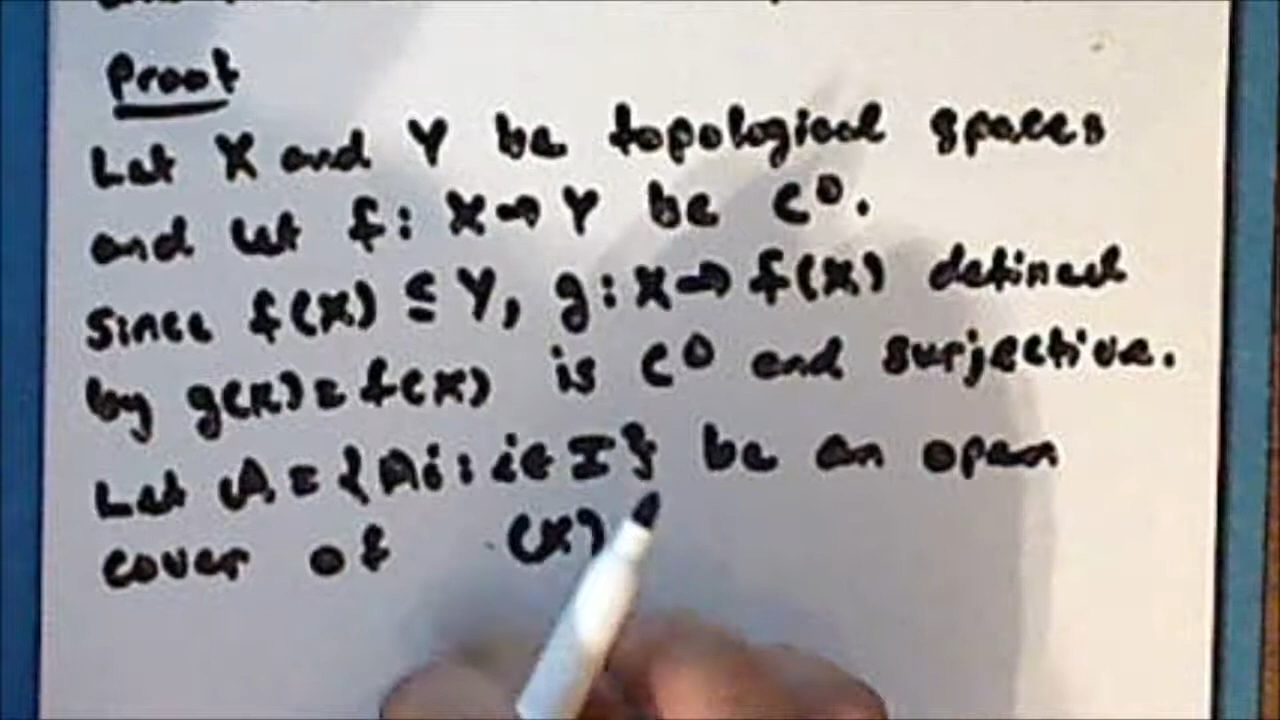 Proof
Let X and Y be topological spaces
and let f: X→Y be C⁰.
Since f(X) ⊆ Y, g: X→f(X) defined
by g(x) = f(x) is C⁰ and surjective.
Let A = {Ai : i∈I} be an open
cover of (X)